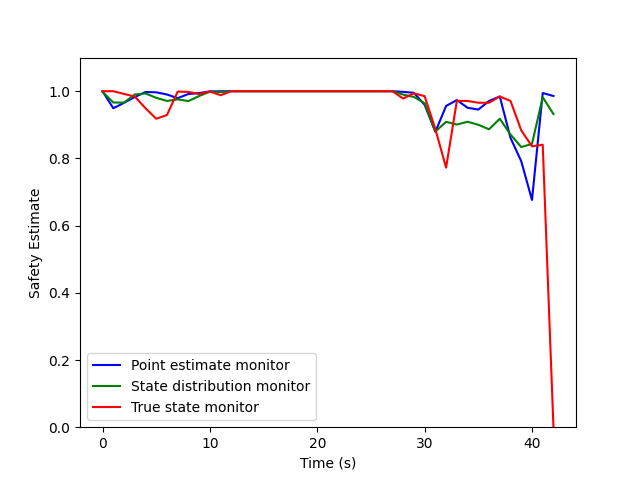 1.0
0.8
0.6
0.4
0.2
0.0
Safety Estimate
Point estimate monitor
State distribution monitor
True state monitor
0 10 20 30 40
Time (s)